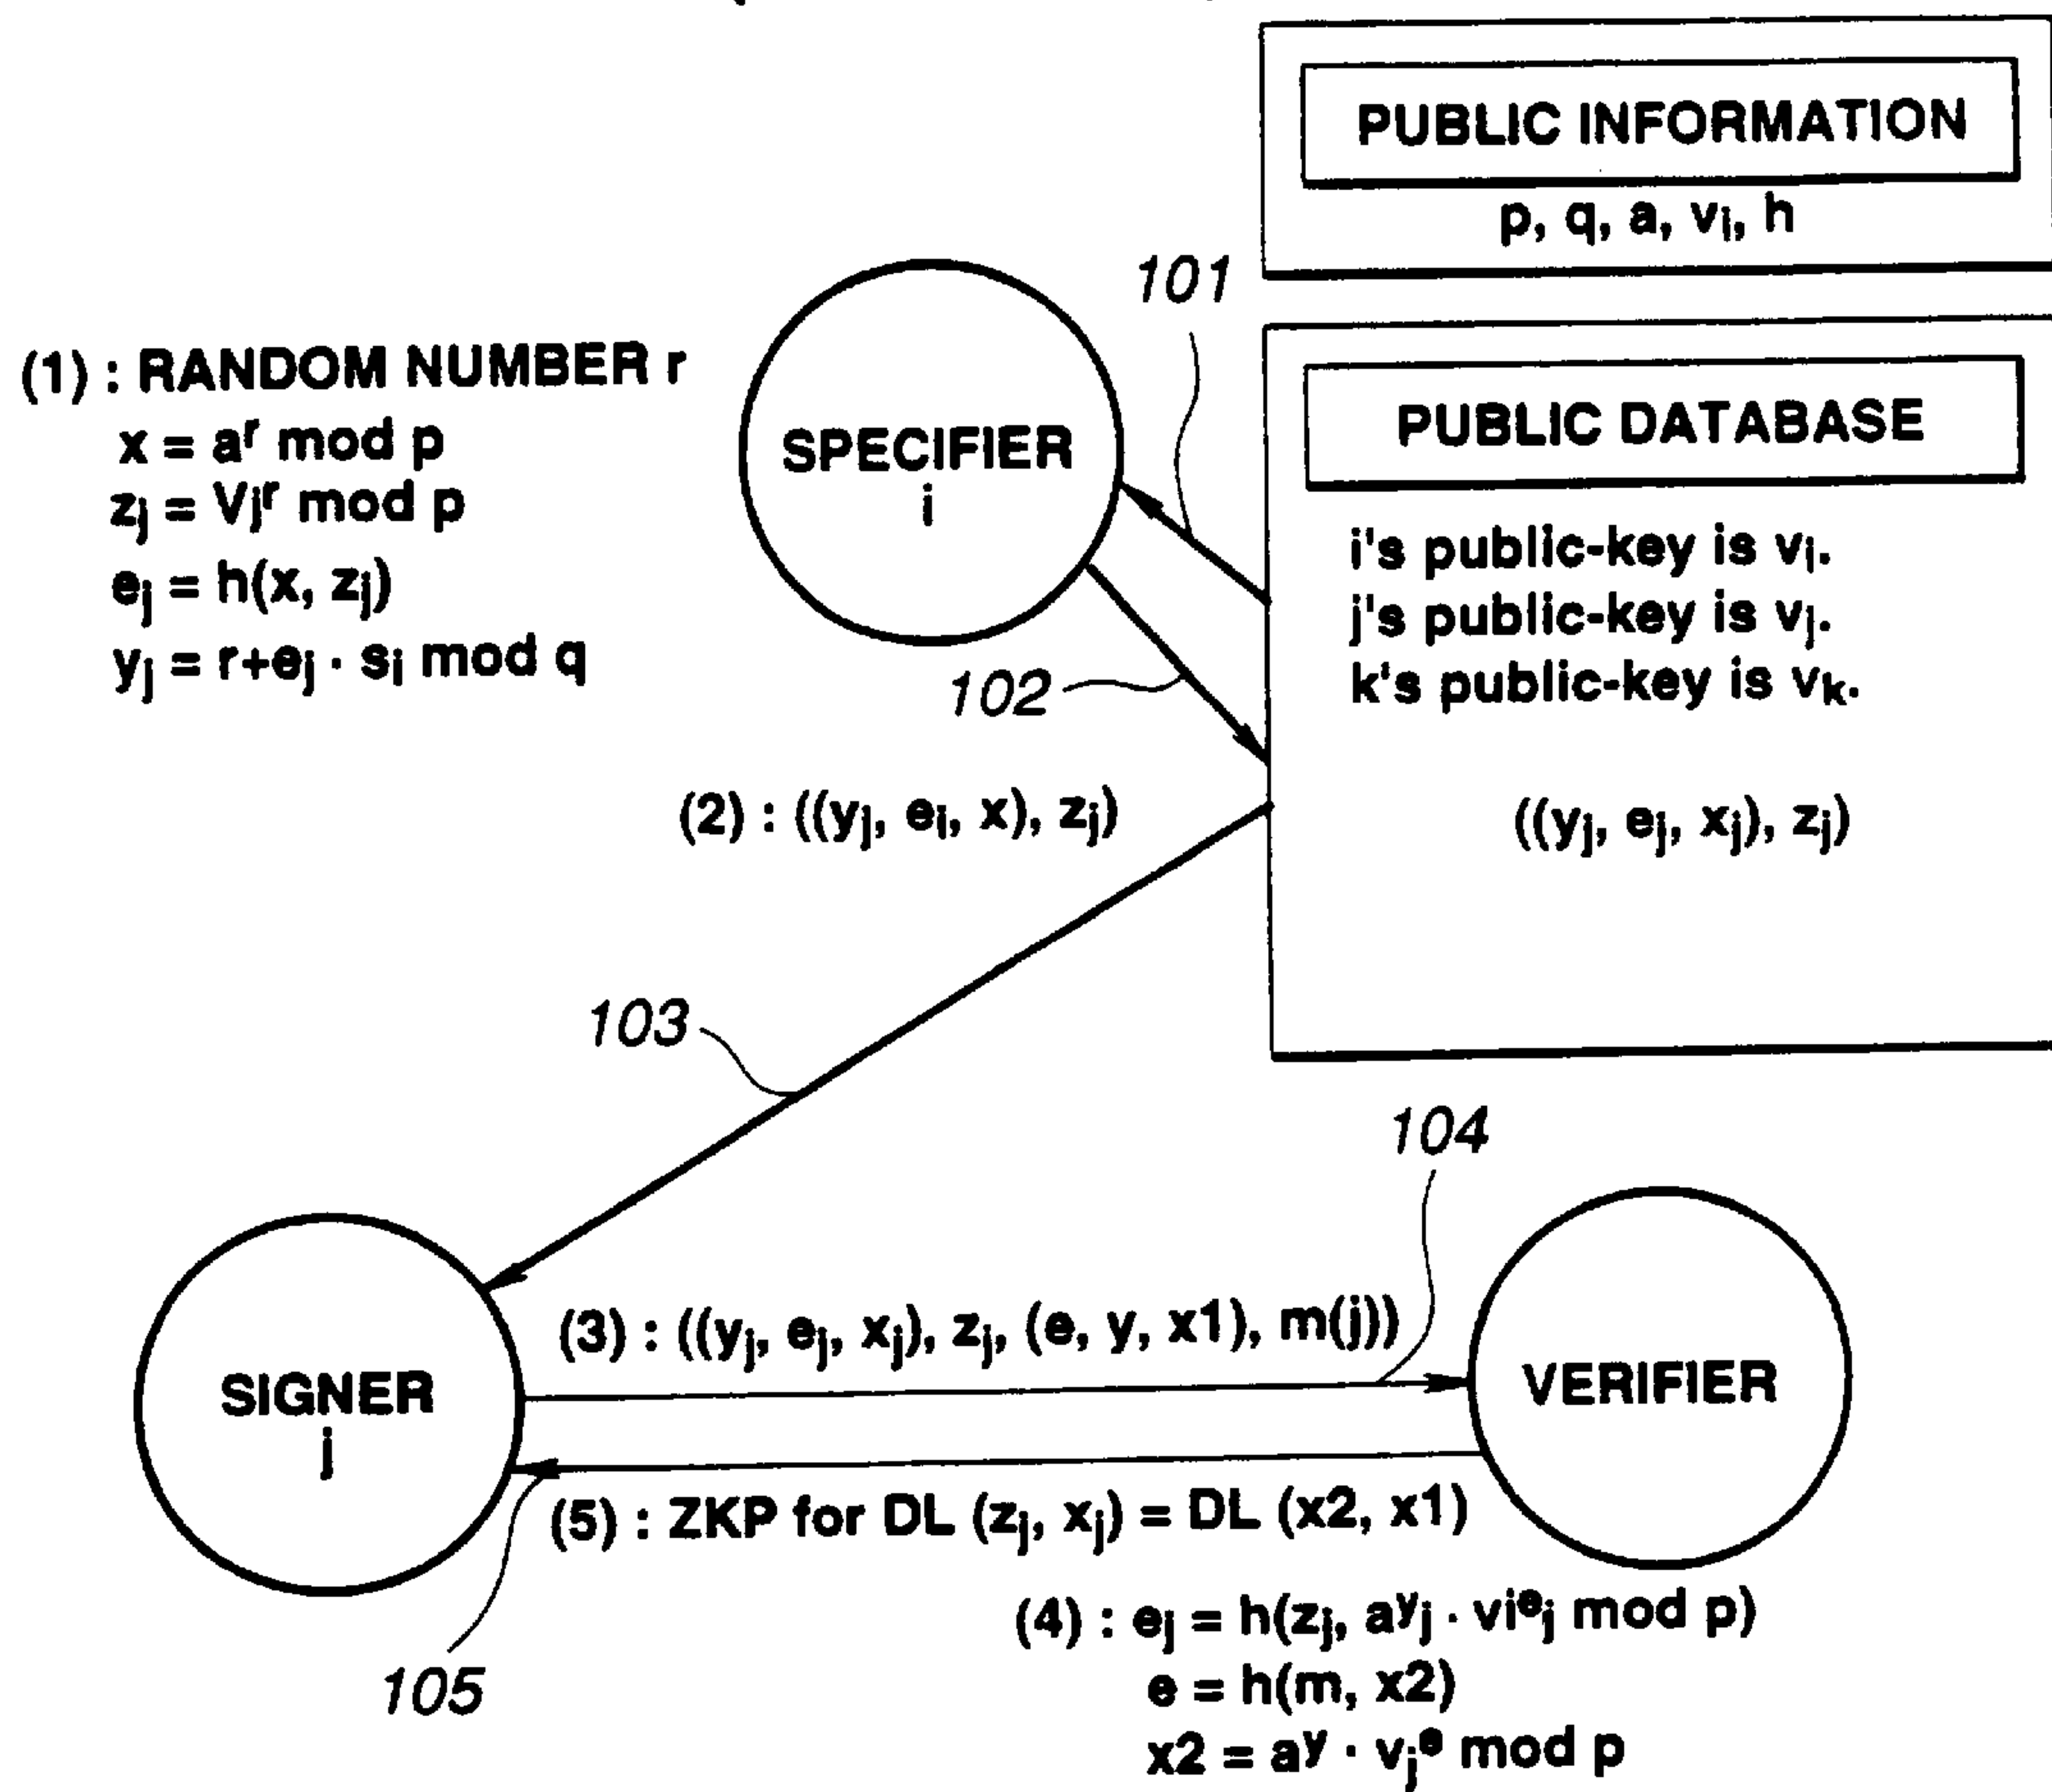 PUBLIC INFORMATION
p, q, a, vi, h
101
(1) : RANDOM NUMBER r
x = a^r mod p
zj = Vj^r mod p
ej = h(x, zj)
yj = r+ej · si mod q
SPECIFIER
i
PUBLIC DATABASE
i's public-key is vi.
j's public-key is vj.
k's public-key is vk.
102
(2) : ((yj, ei, x), zj)
((yj, ej, xj), zj)
103
104
(3) : ((yj, ej, xj), zj, (e, y, x1), m(j))
SIGNER
j
VERIFIER
(5) : ZKP for DL (zj, xj) = DL (x2, x1)
105
(4) : ej = h(zj, a^yj · vi^ej mod p)
e = h(m, x2)
x2 = a^y · vj^e mod p